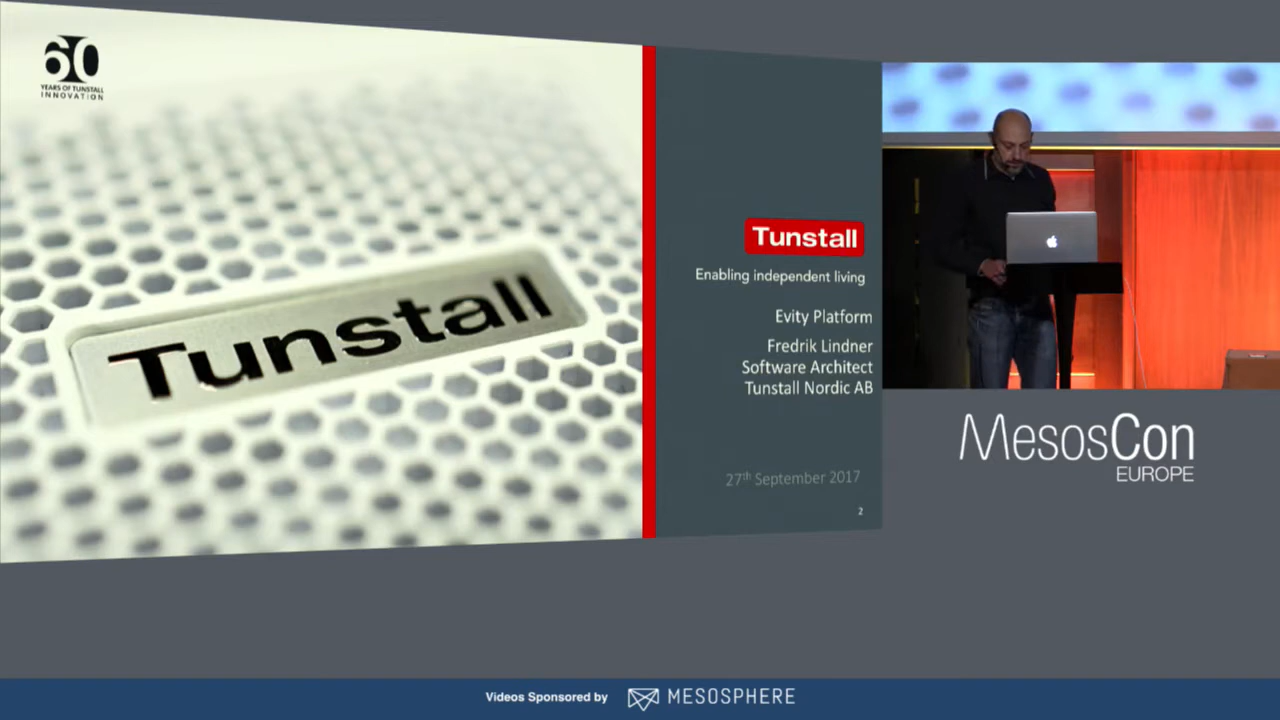 60
YEARS OF TUNSTALL
INNOVATION
Tunstall
Tunstall
Enabling independent living
Evity Platform
Fredrik Lindner
Software Architect
Tunstall Nordic AB
27th September 2017
2
MesosCon
EUROPE
Videos Sponsored by MESOSPHERE